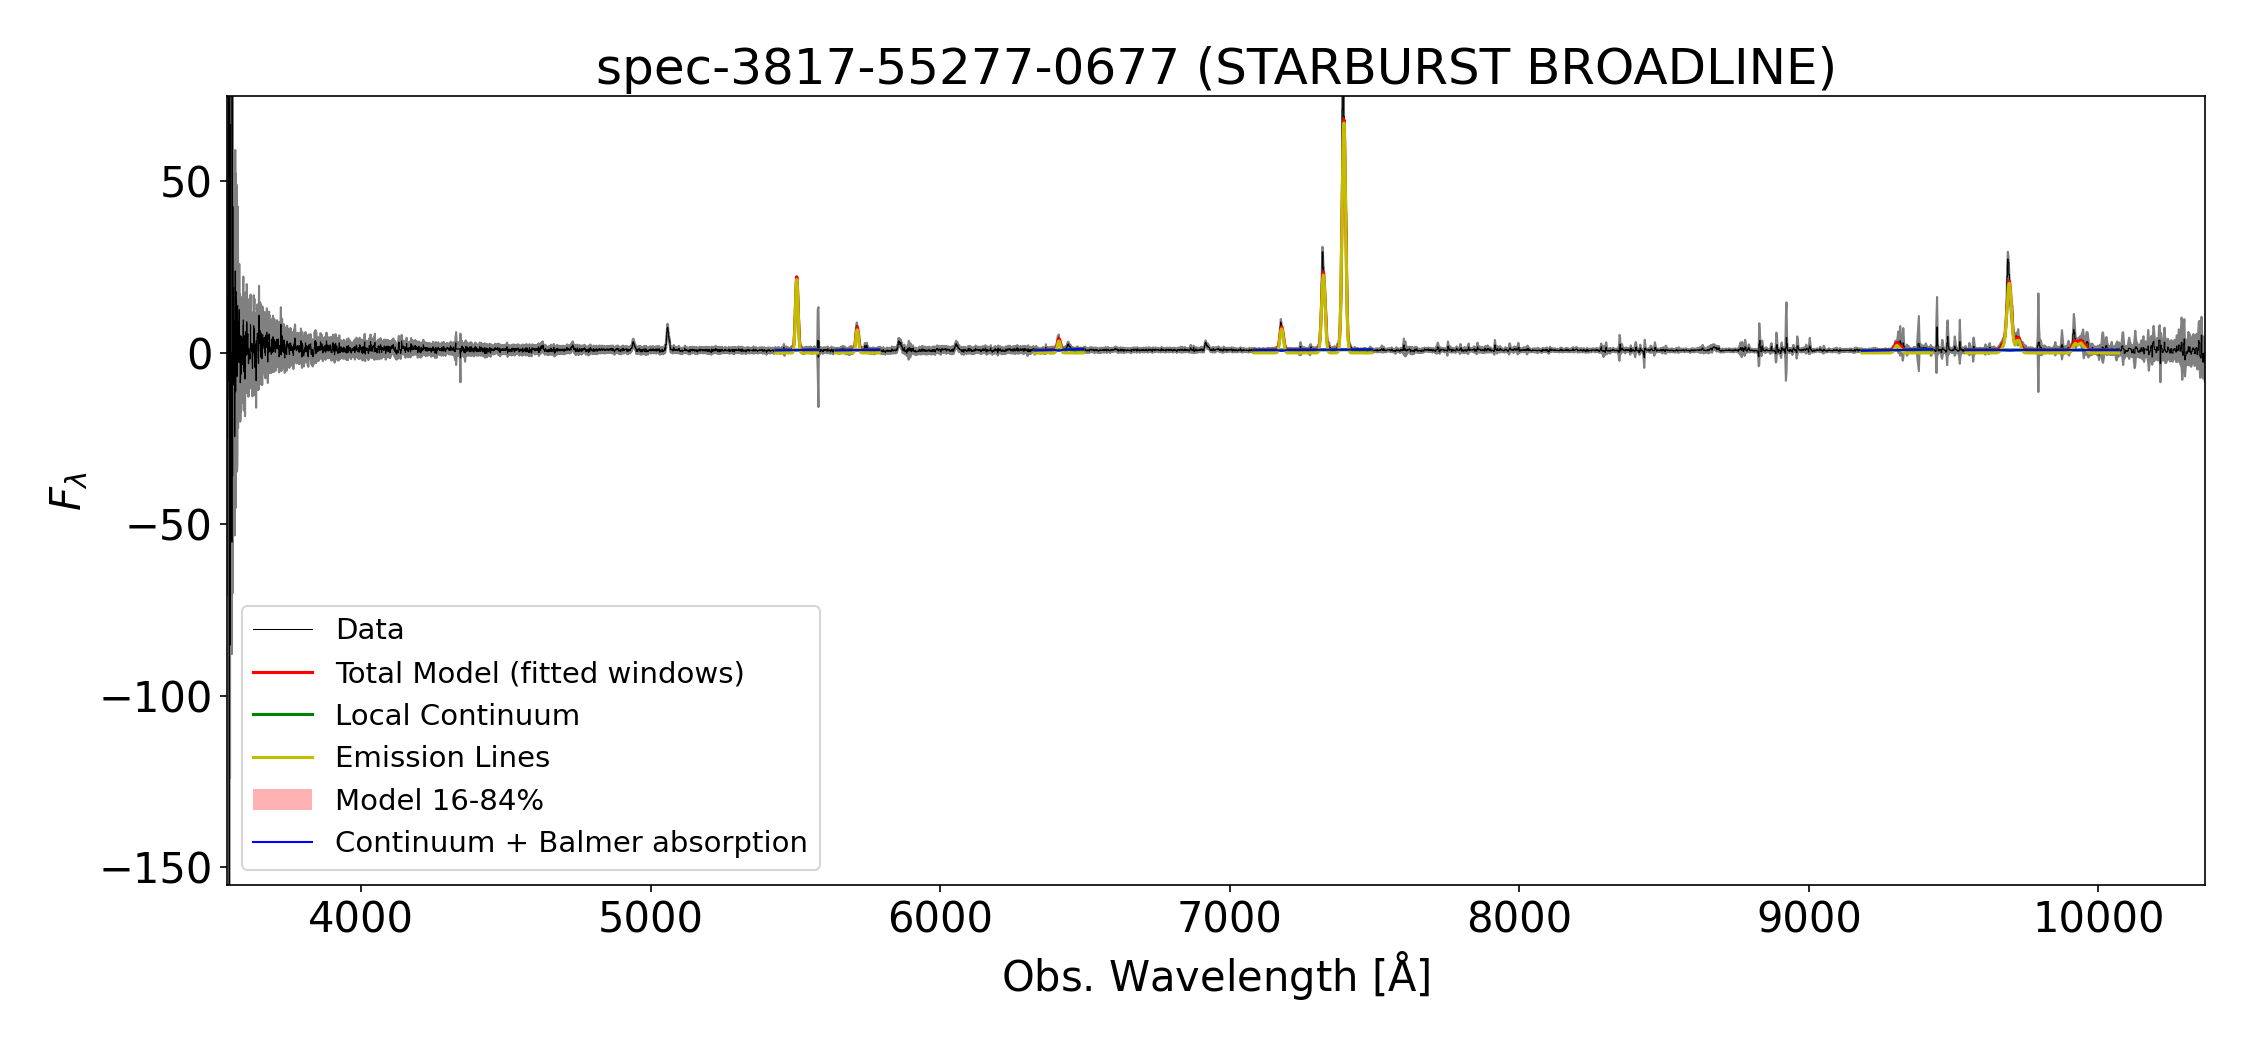 spec-3817-55277-0677 (STARBURST BROADLINE)
50
0
−50
−100
−150
F_λ
Data
Total Model (fitted windows)
Local Continuum
Emission Lines
Model 16-84%
Continuum + Balmer absorption
4000 5000 6000 7000 8000 9000 10000
Obs. Wavelength [Å]